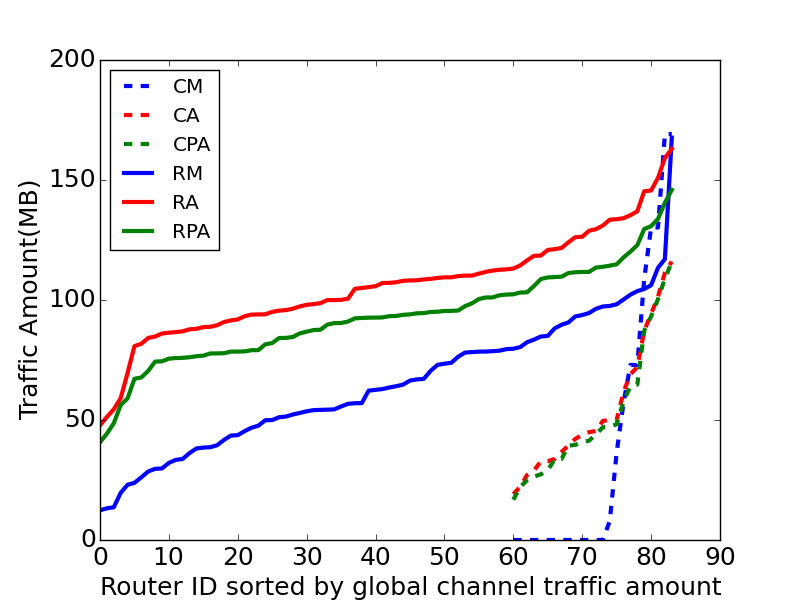 200
150
100
50
0
Traffic Amount(MB)
CM
CA
CPA
RM
RA
RPA
0 10 20 30 40 50 60 70 80 90
Router ID sorted by global channel traffic amount